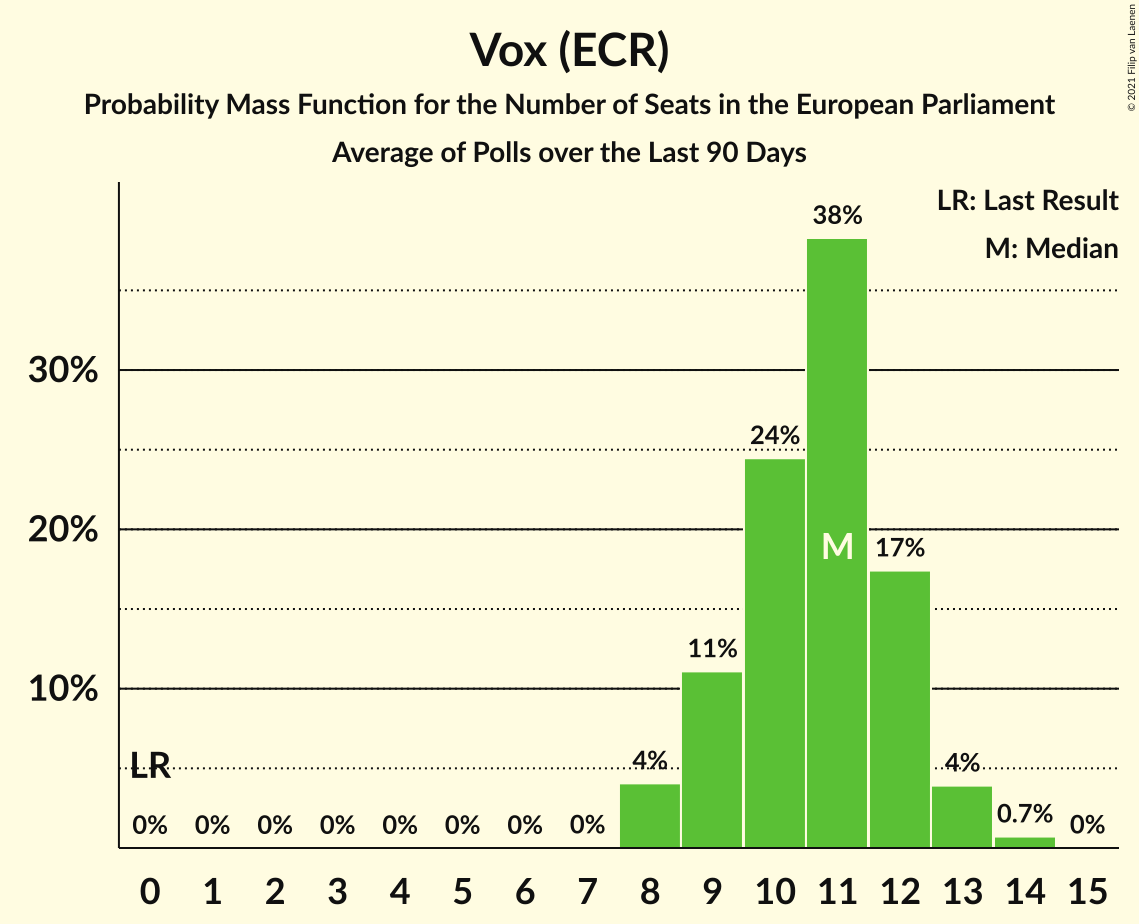 Vox (ECR)
Probability Mass Function for the Number of Seats in the European Parliament
Average of Polls over the Last 90 Days
© 2021 Filip van Laenen
LR: Last Result
M: Median
38%
30%
24%
20%
M
17%
11%
10%
LR
4%
4%
0.7%
0% 0% 0% 0% 0% 0% 0% 0% 0%
0 1 2 3 4 5 6 7 8 9 10 11 12 13 14 15